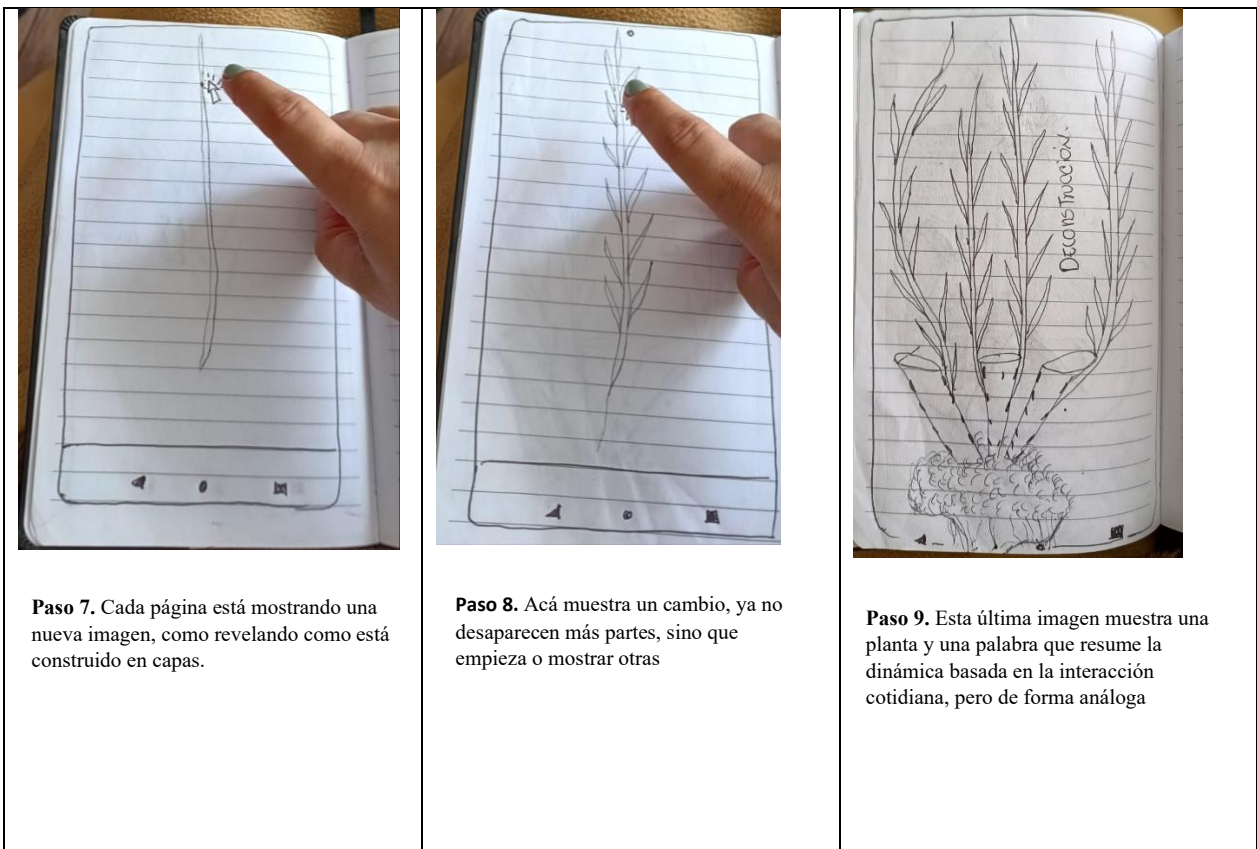 Deconstrucción.
Paso 7. Cada página está mostrando una
nueva imagen, como revelando como está
construido en capas.
Paso 8. Acá muestra un cambio, ya no
desaparecen más partes, sino que
empieza o mostrar otras
Paso 9. Esta última imagen muestra una
planta y una palabra que resume la
dinámica basada en la interacción
cotidiana, pero de forma análoga